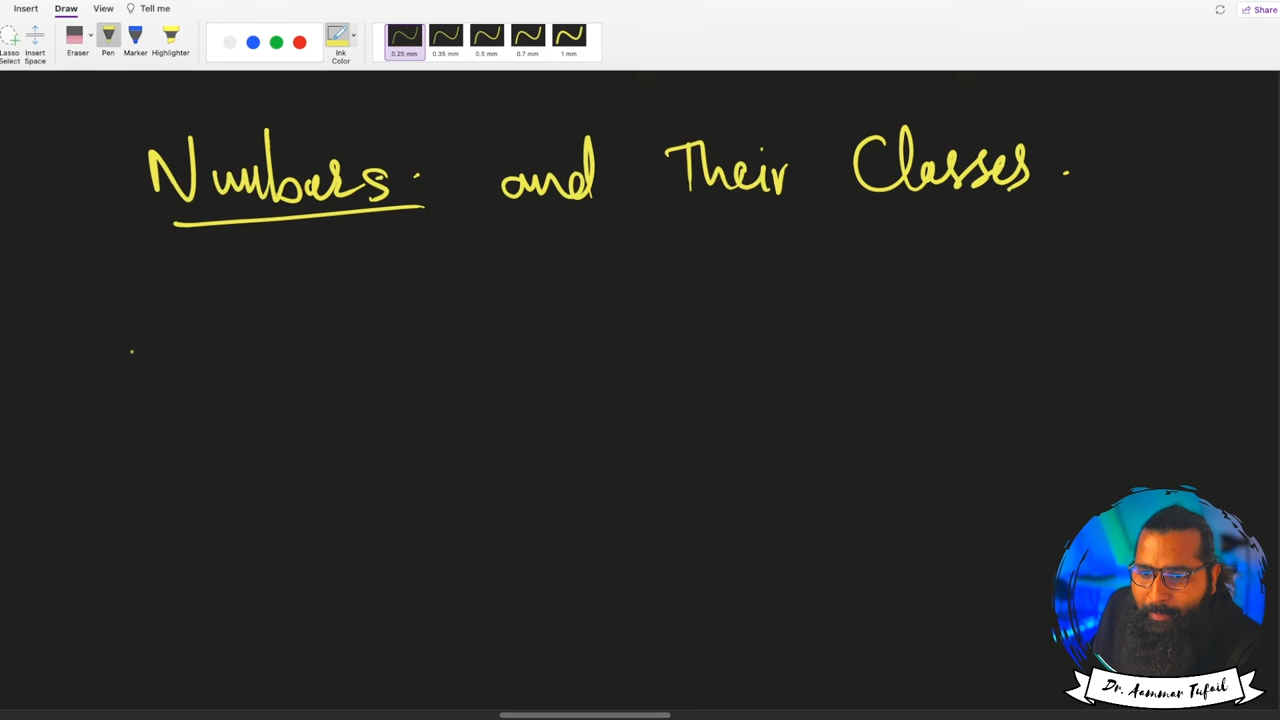 Insert Draw View Tell me Share
Lasso Select Insert Space Eraser Pen Marker Highlighter Ink Color 0.25 mm 0.35 mm 0.5 mm 0.7 mm 1 mm
Numbers. and Their Classes.
Dr. Aammar Tufail